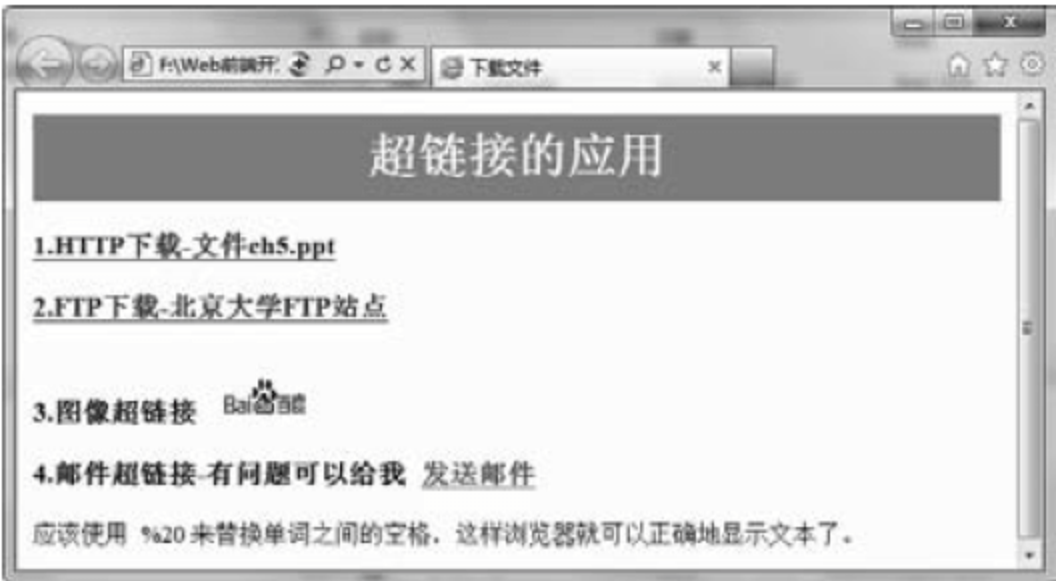 F:\Web前端开
下载文件
超链接的应用
1.HTTP下载-文件ch5.ppt
2.FTP下载-北京大学FTP站点
3.图像超链接 Bai百度
4.邮件超链接-有问题可以给我 发送邮件
应该使用 %20 来替换单词之间的空格，这样浏览器就可以正确地显示文本了。